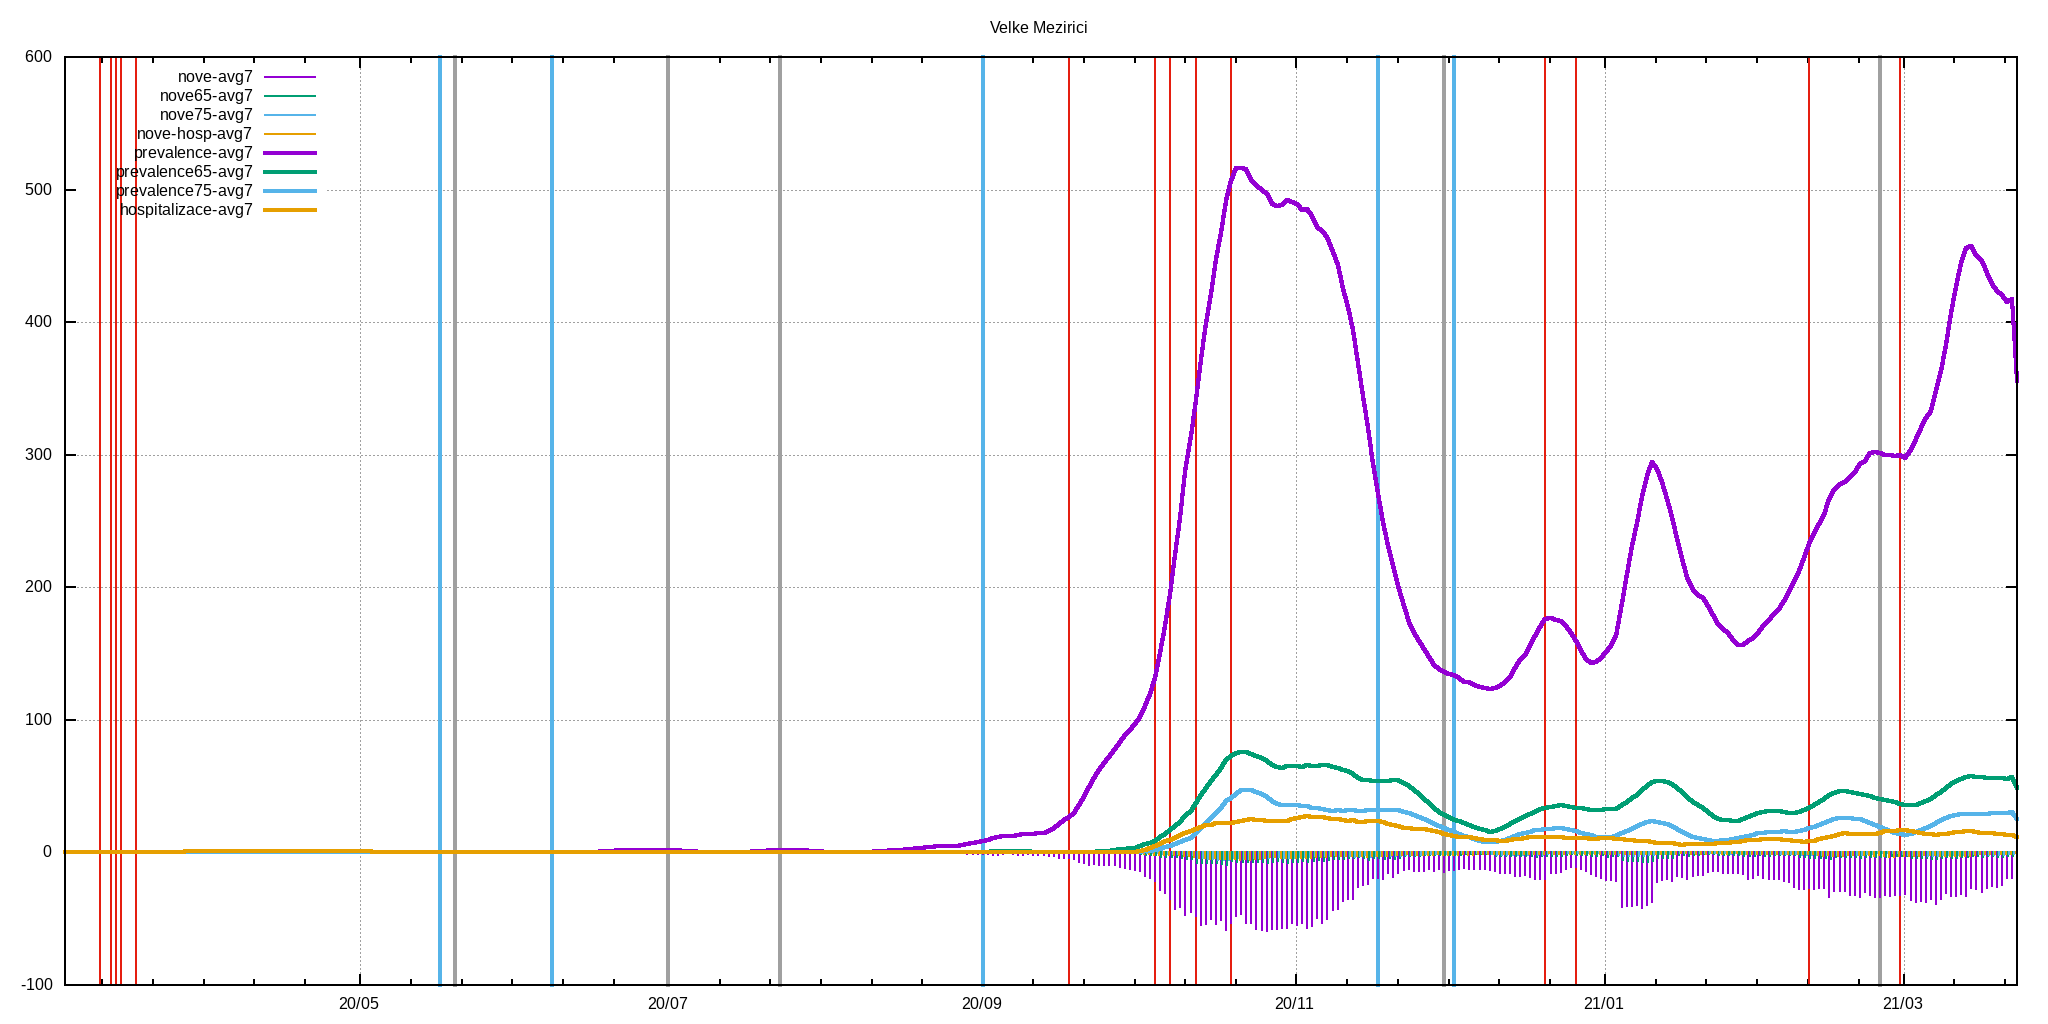 Velke Mezirici
600
500
400
300
200
100
0
-100
nove-avg7
nove65-avg7
nove75-avg7
nove-hosp-avg7
prevalence-avg7
prevalence65-avg7
prevalence75-avg7
hospitalizace-avg7
20/05 20/07 20/09 20/11 21/01 21/03